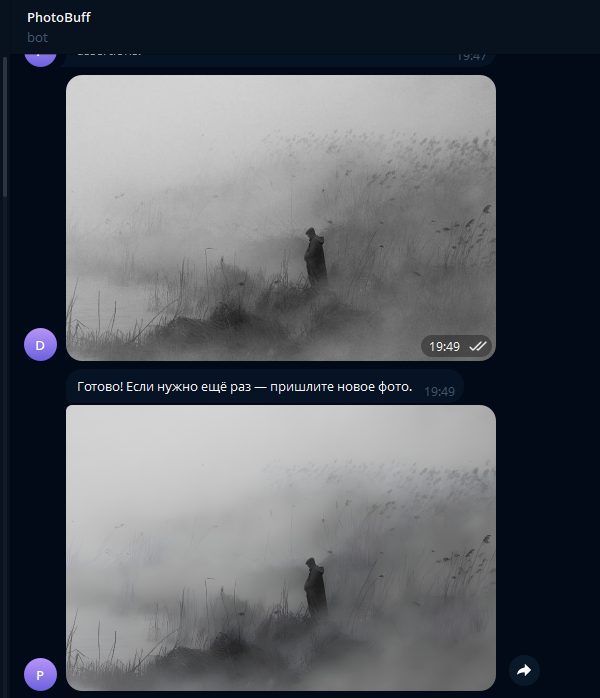 PhotoBuff
bot
19:47
D
19:49
Готово! Если нужно ещё раз — пришлите новое фото.
19:49
P